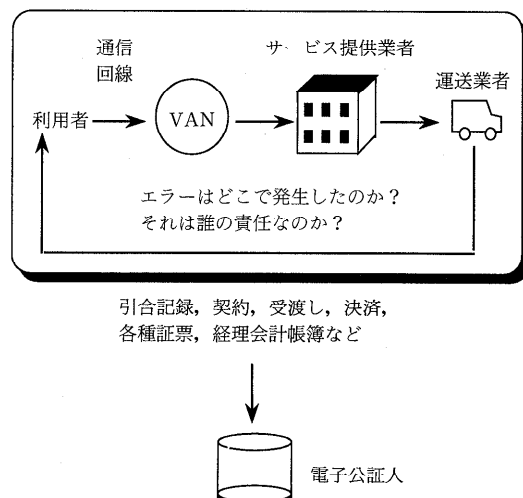 通信
回線
サービス提供業者
運送業者
利用者
VAN
エラーはどこで発生したのか?
それは誰の責任なのか?
引合記録,契約,受渡し,決済,
各種証票,経理会計帳簿など
電子公証人